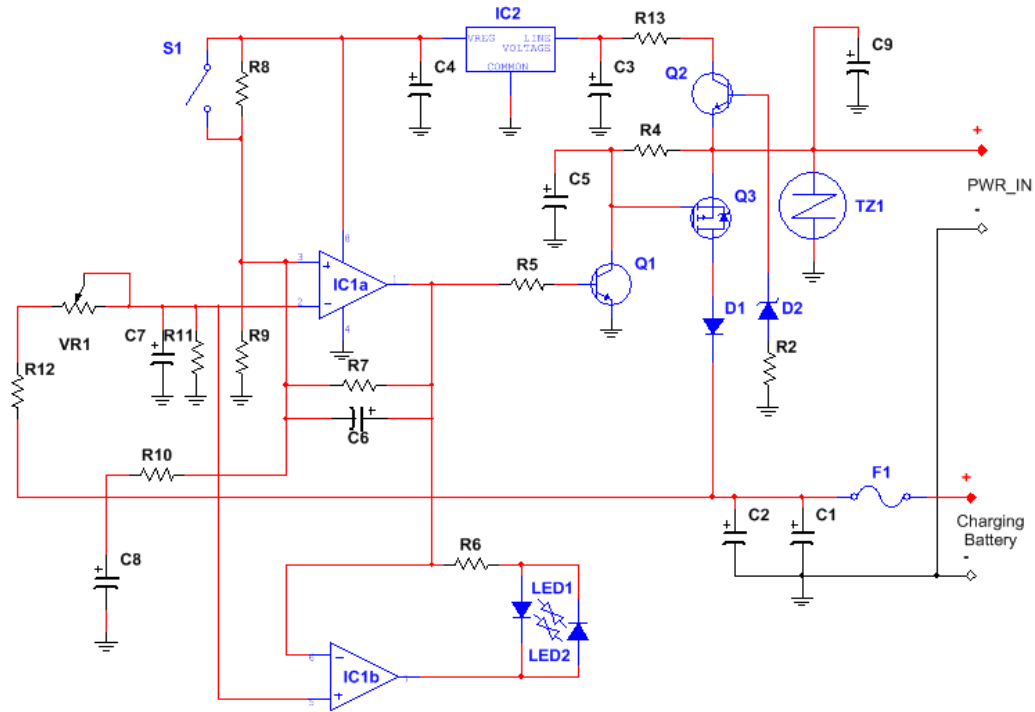 IC2
R13
S1
VREG LINE
VOLTAGE
COMMON
C9
R8
C4
C3
Q2
+
R4
C5
PWR_IN
Q3
TZ1
-
8
3
+
IC1a
1
R5
Q1
2
-
4
D1
D2
VR1
C7
R11
R9
R12
R7
R2
C6
R10
F1
+
C2
C1
Charging
Battery
-
C8
R6
LED1
LED2
6
-
IC1b
7
5
+